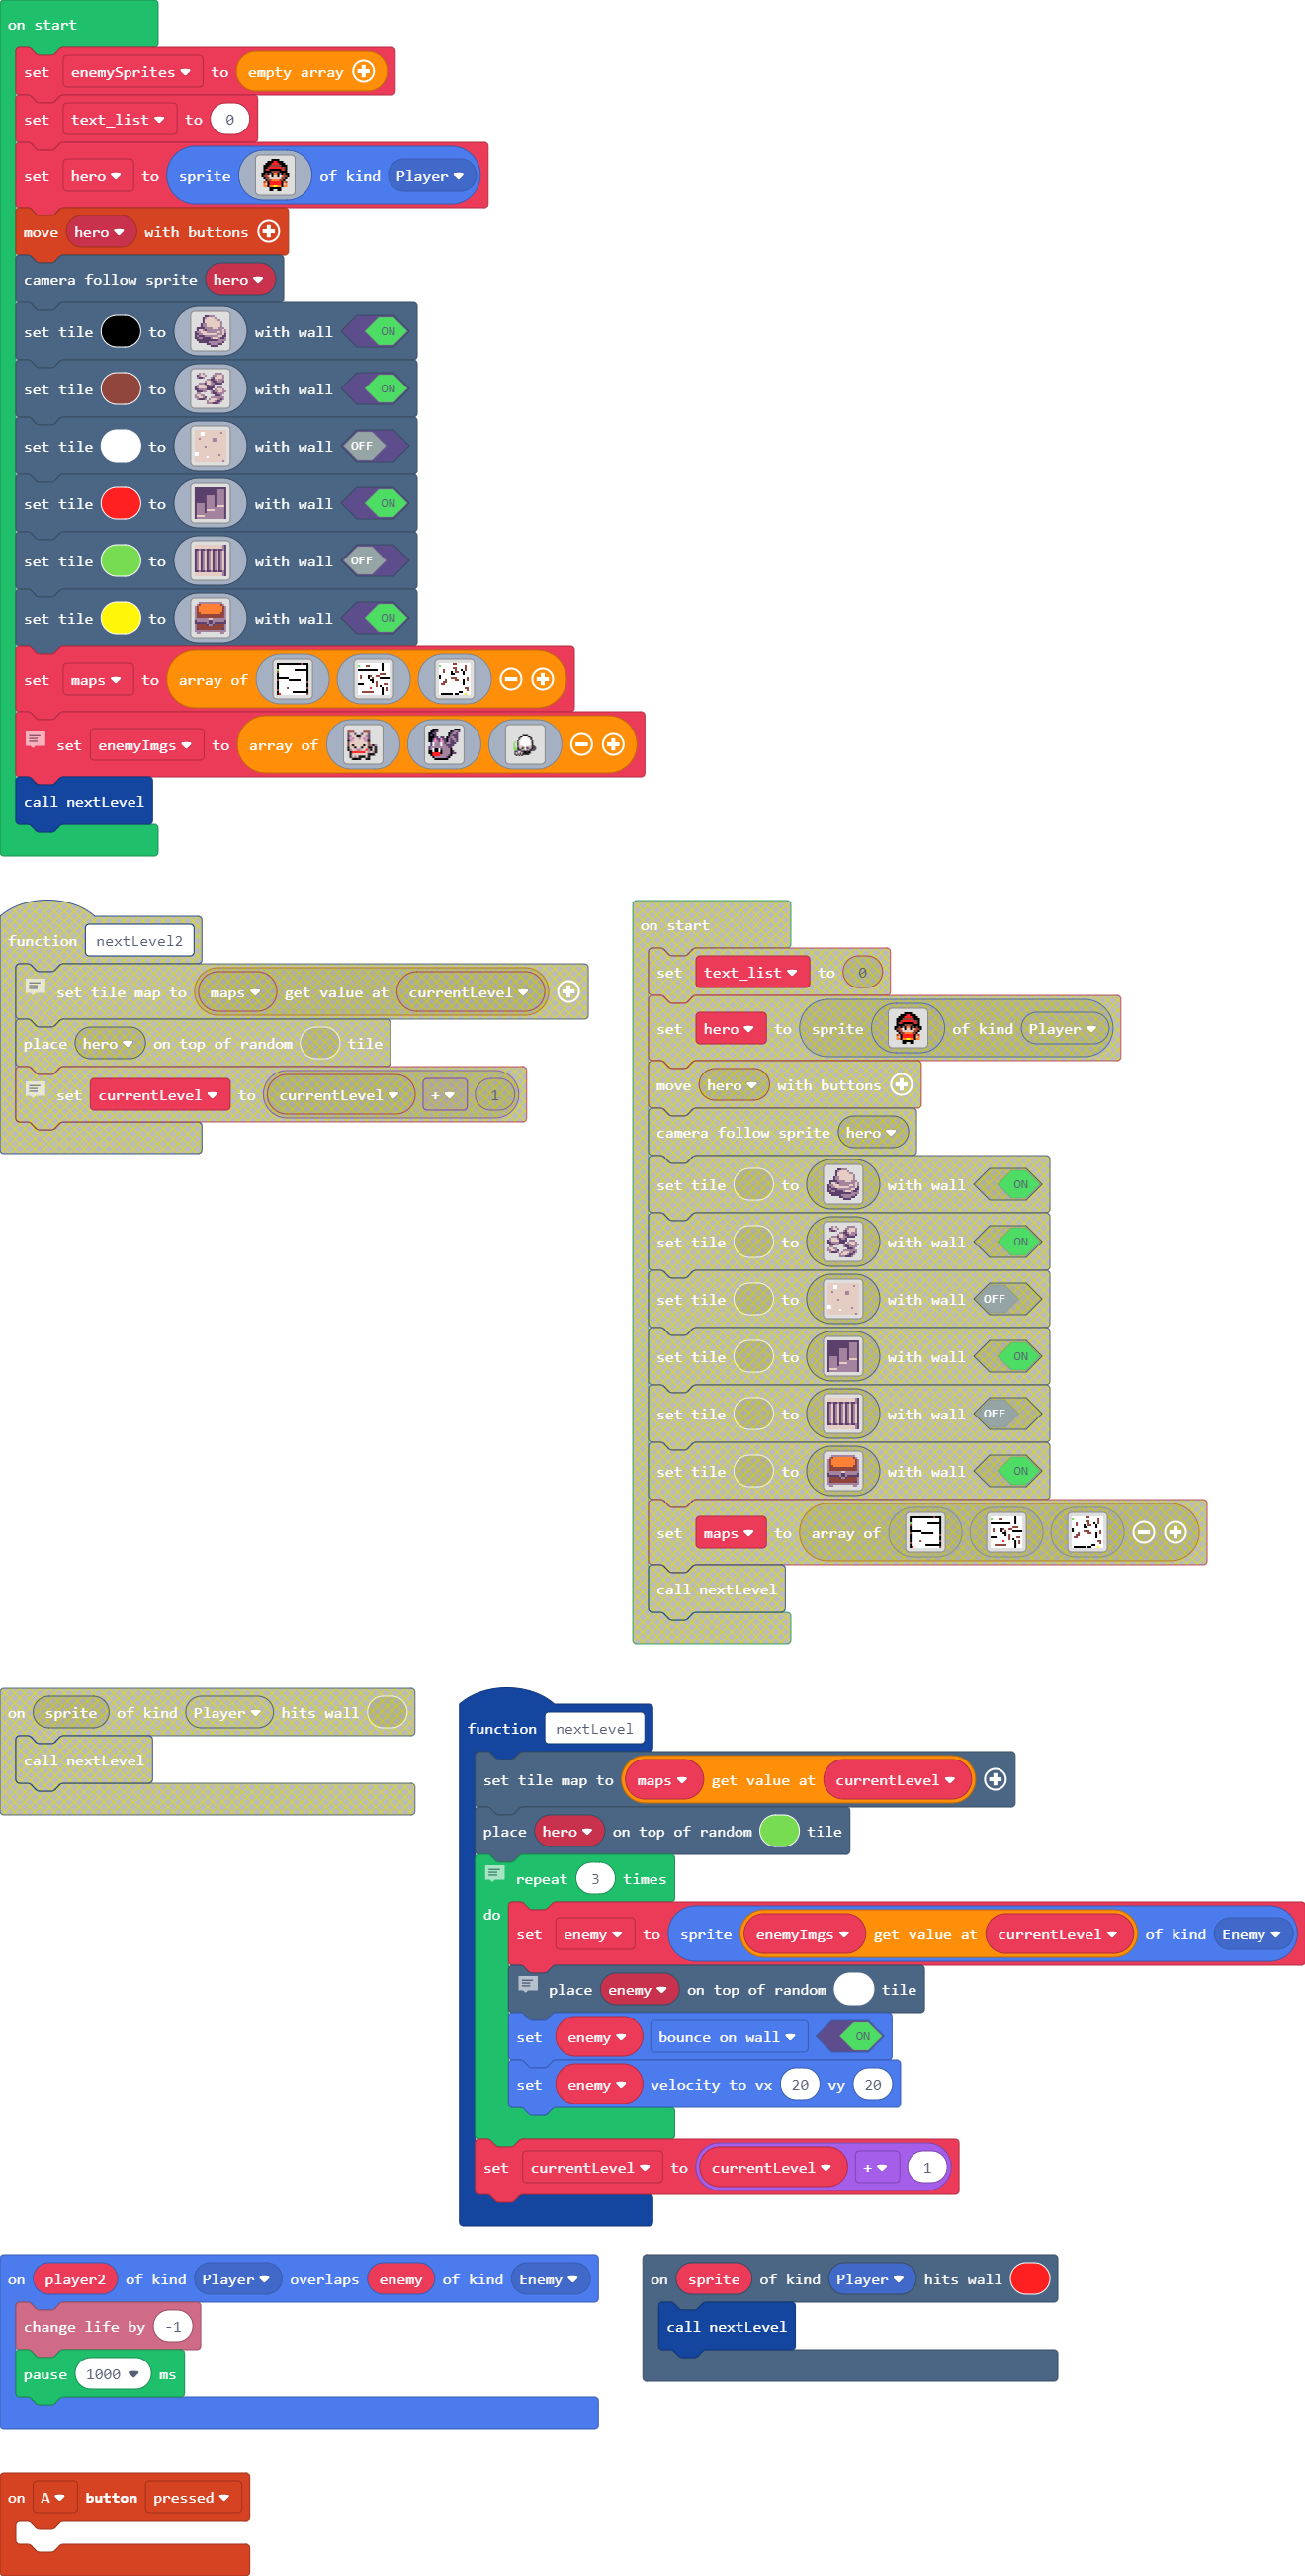 on start
set enemySprites to empty array
set text_list to 0
set hero to sprite of kind Player
move hero with buttons
camera follow sprite hero
set tile to with wall ON
set tile to with wall ON
set tile to with wall OFF
set tile to with wall ON
set tile to with wall OFF
set tile to with wall ON
set maps to array of
set enemyImgs to array of
call nextLevel
function nextLevel2
set tile map to maps get value at currentLevel
place hero on top of random tile
set currentLevel to currentLevel + 1
on start
set text_list to 0
set hero to sprite of kind Player
move hero with buttons
camera follow sprite hero
set tile to with wall ON
set tile to with wall ON
set tile to with wall OFF
set tile to with wall ON
set tile to with wall OFF
set tile to with wall ON
set maps to array of
call nextLevel
on sprite of kind Player hits wall
call nextLevel
function nextLevel
set tile map to maps get value at currentLevel
place hero on top of random tile
repeat 3 times
do
set enemy to sprite enemyImgs get value at currentLevel of kind Enemy
place enemy on top of random tile
set enemy bounce on wall ON
set enemy velocity to vx 20 vy 20
set currentLevel to currentLevel + 1
on player2 of kind Player overlaps enemy of kind Enemy
change life by -1
pause 1000 ms
on sprite of kind Player hits wall
call nextLevel
on A button pressed